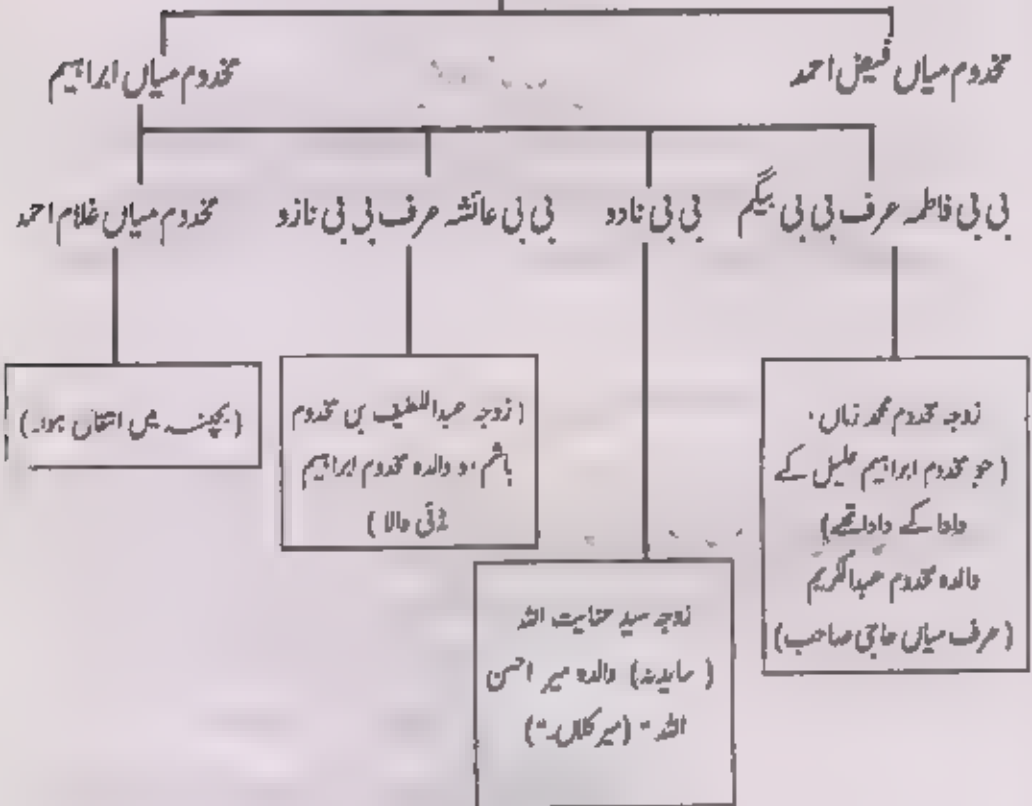 مخدوم میاں فیض احمد
مخدوم میاں ابراہیم
بی بی فاطمہ عرف بی بی بیگم
بی بی نادو
بی بی عائشہ عرف بی بی نازو
مخدوم میاں غلام احمد
زوجہ مخدوم محمد زماں،
(جو مخدوم ابراہیم خلیل کے
دادا کے دادا تھے)
والدہ مخدوم عبدالکریم
(عرف میاں حاجی صاحب)
زوجہ سید عنایت اللہ
والدہ میر احسن
اللہ " (میر کلاں۔")
(زوجہ عبداللطیف بن مخدوم
ہاشم، و والدہ مخدوم ابراہیم
والا)
(بچپنہ میں انتقال ہوا۔)